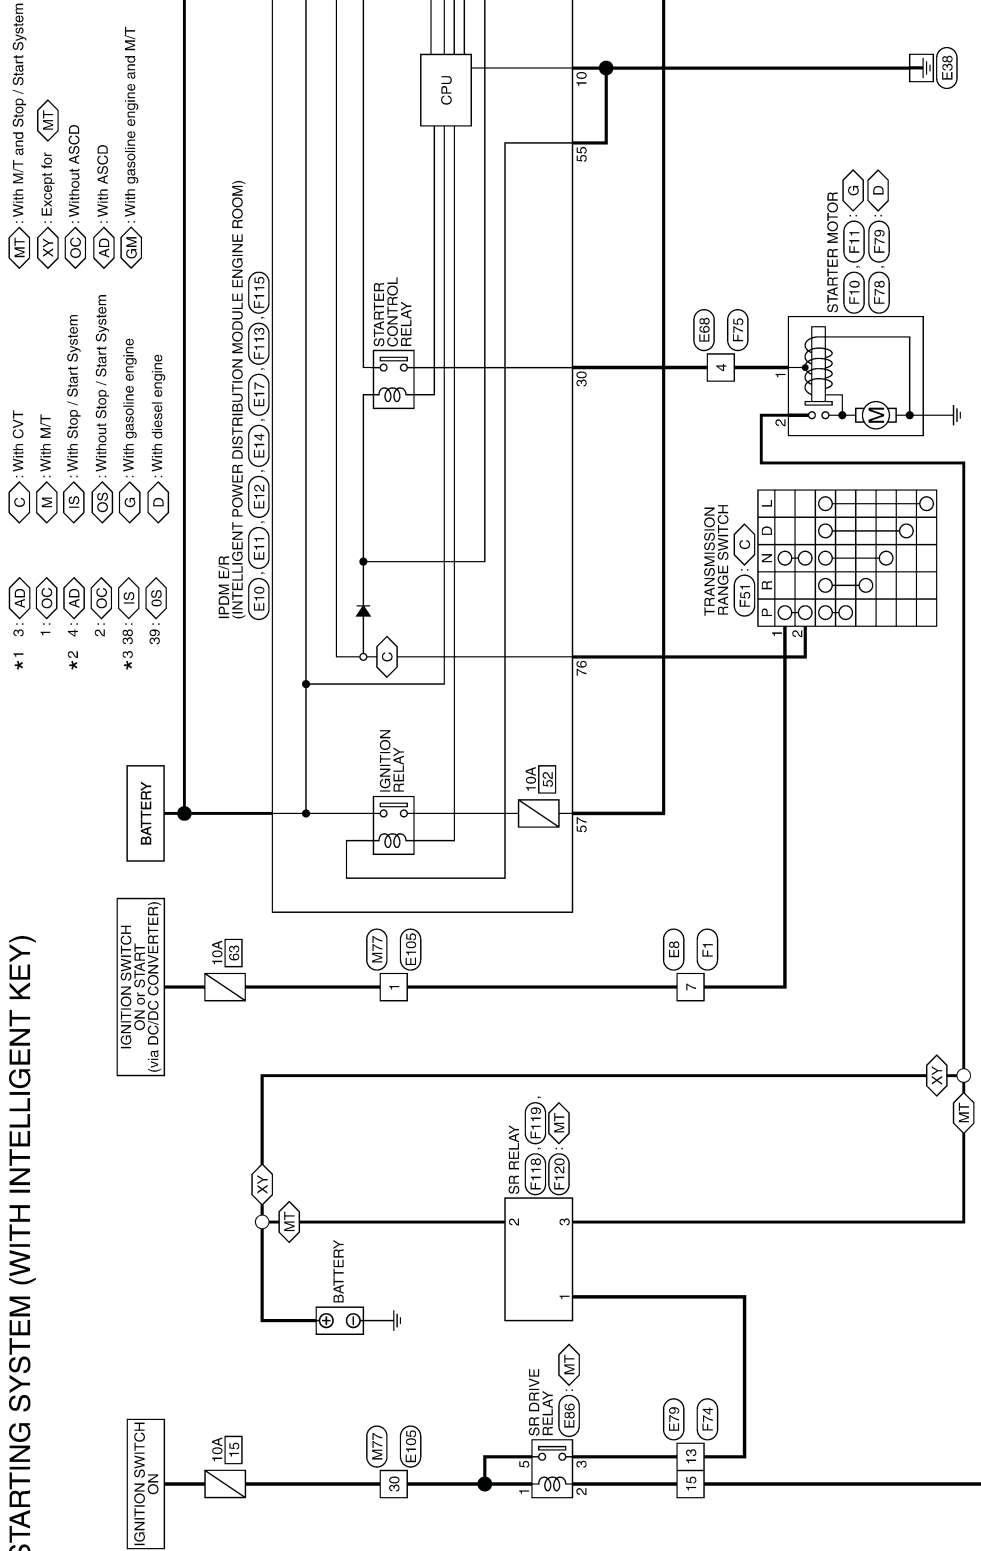 STARTING SYSTEM (WITH INTELLIGENT KEY)
*1 3: AD
1: OC
*2 4: AD
2: OC
*3 38: IS
39: OS
C : With CVT
M : With M/T
IS : With Stop / Start System
OS : Without Stop / Start System
G : With gasoline engine
D : With diesel engine
MT : With M/T and Stop / Start System
XY : Except for MT
OC : Without ASCD
AD : With ASCD
GM : With gasoline engine and M/T
IGNITION SWITCH
ON
10A
15
M77
30
E105
SR DRIVE
RELAY
E86 : MT
1
5
2
3
E79
15
13
F74
BATTERY
+
−
XY
MT
SR RELAY
F118 , F119 ,
F120 : MT
2
1
3
XY
MT
IGNITION SWITCH
ON or START
(via DC/DC CONVERTER)
10A
63
M77
1
E105
E8
7
F1
BATTERY
IPDM E/R
(INTELLIGENT POWER DISTRIBUTION MODULE ENGINE ROOM)
E10 , E11 , E12 , E14 , E17 , F113 , F115
IGNITION
RELAY
10A
52
57
C
76
STARTER
CONTROL
RELAY
30
CPU
55
10
E38
E68
4
F75
TRANSMISSION
RANGE SWITCH
F51 : C
P R N D L
1
2
STARTER MOTOR
F10 , F11 : G
F78 , F79 : D
2
1
M